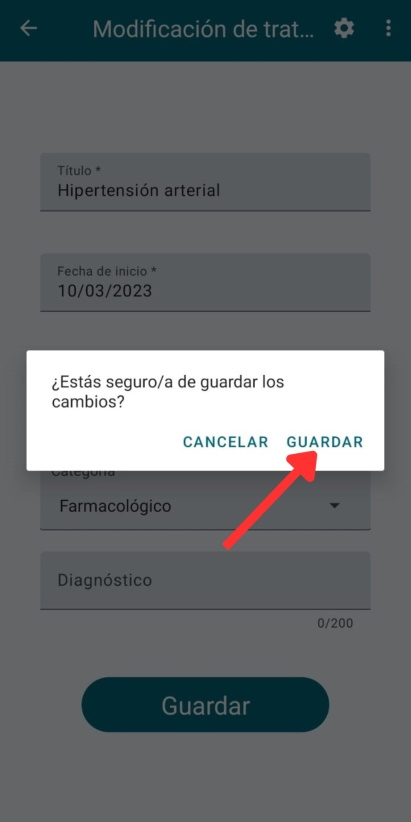 Modificación de trat...
Título *
Hipertensión arterial
Fecha de inicio *
10/03/2023
¿Estás seguro/a de guardar los
cambios?
CANCELAR GUARDAR
Categoría
Farmacológico
Diagnóstico
0/200
Guardar